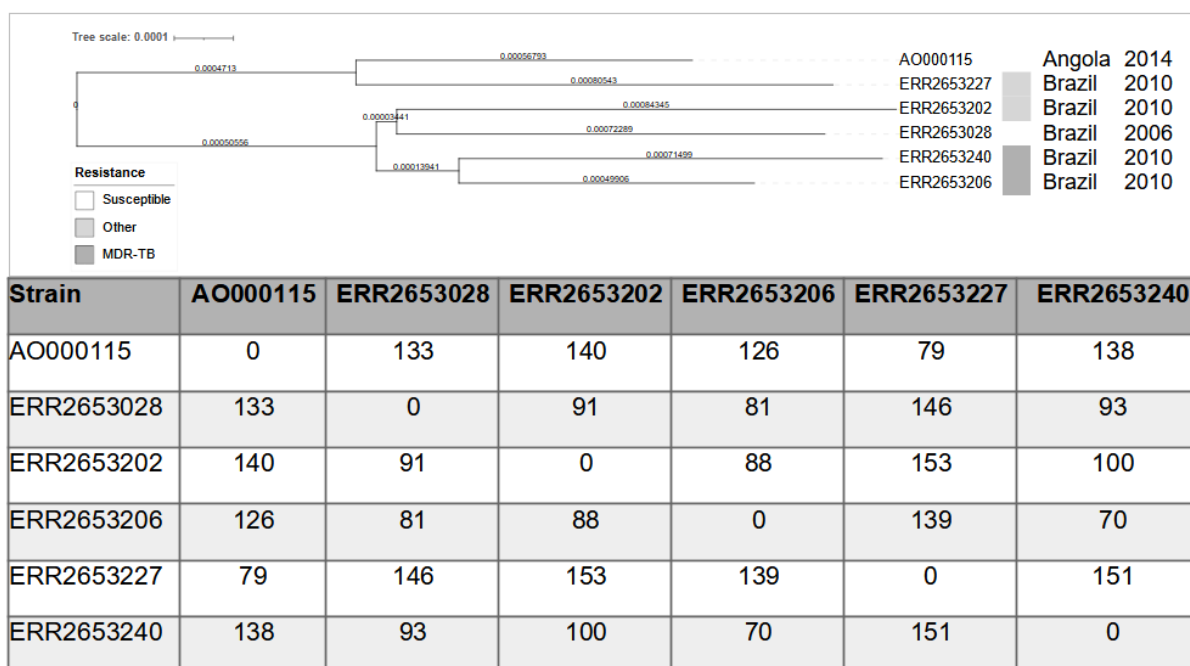 Tree scale: 0.0001
0.00056793
AO000115 Angola 2014
0.0004713
0.00080543
ERR2653227 Brazil 2010
0
0.00084345
ERR2653202 Brazil 2010
0.00003441
0.00072289
ERR2653028 Brazil 2006
0.00050556
0.00071499
ERR2653240 Brazil 2010
0.00013941
0.00049906
ERR2653206 Brazil 2010
Resistance
Susceptible
Other
MDR-TB
Strain AO000115 ERR2653028 ERR2653202 ERR2653206 ERR2653227 ERR2653240
AO000115 0 133 140 126 79 138
ERR2653028 133 0 91 81 146 93
ERR2653202 140 91 0 88 153 100
ERR2653206 126 81 88 0 139 70
ERR2653227 79 146 153 139 0 151
ERR2653240 138 93 100 70 151 0